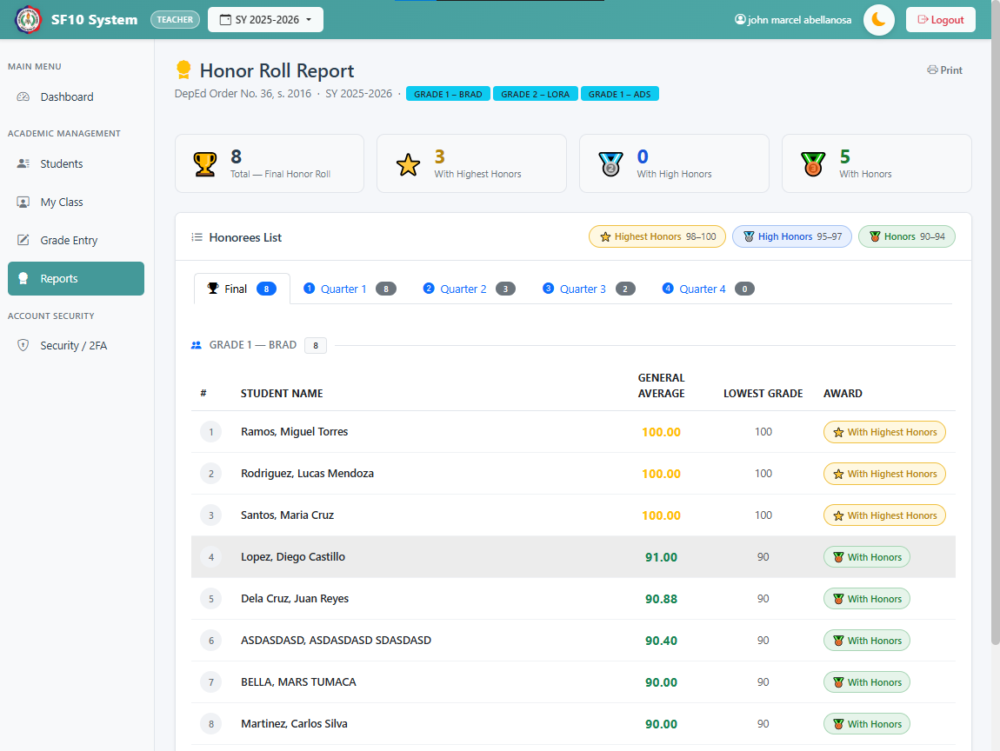 SF10 System TEACHER SY 2025-2026 john marcel abellanosa Logout
MAIN MENU
Dashboard
ACADEMIC MANAGEMENT
Students
My Class
Grade Entry
Reports
ACCOUNT SECURITY
Security / 2FA
Honor Roll Report
Print
DepEd Order No. 36, s. 2016 · SY 2025-2026 · GRADE 1 – BRAD GRADE 2 – LORA GRADE 1 – ADS
8
Total — Final Honor Roll
3
With Highest Honors
2
0
With High Honors
3
5
With Honors
Honorees List
Highest Honors 98–100
High Honors 95–97
Honors 90–94
Final 8
1 Quarter 1 8
2 Quarter 2 3
3 Quarter 3 2
4 Quarter 4 0
GRADE 1 — BRAD 8
# STUDENT NAME GENERAL AVERAGE LOWEST GRADE AWARD
1 Ramos, Miguel Torres 100.00 100 With Highest Honors
2 Rodriguez, Lucas Mendoza 100.00 100 With Highest Honors
3 Santos, Maria Cruz 100.00 100 With Highest Honors
4 Lopez, Diego Castillo 91.00 90 With Honors
5 Dela Cruz, Juan Reyes 90.88 90 With Honors
6 ASDASDASD, ASDASDASD SDASDASD 90.40 90 With Honors
7 BELLA, MARS TUMACA 90.00 90 With Honors
8 Martinez, Carlos Silva 90.00 90 With Honors